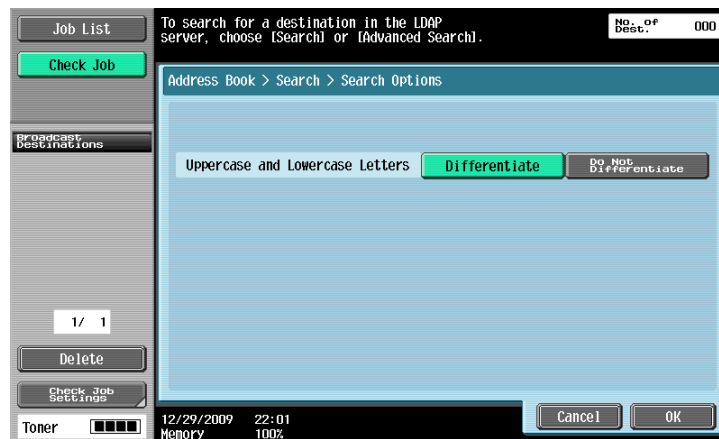 Job List
Check Job
To search for a destination in the LDAP
server, choose [Search] or [Advanced Search].
No. of
Dest.
000
Address Book > Search > Search Options
Broadcast
Destinations
Uppercase and Lowercase Letters
Differentiate
Do Not
Differentiate
1/ 1
Delete
Check Job
Settings
Toner
12/29/2009 22:01
Memory 100%
Cancel
OK